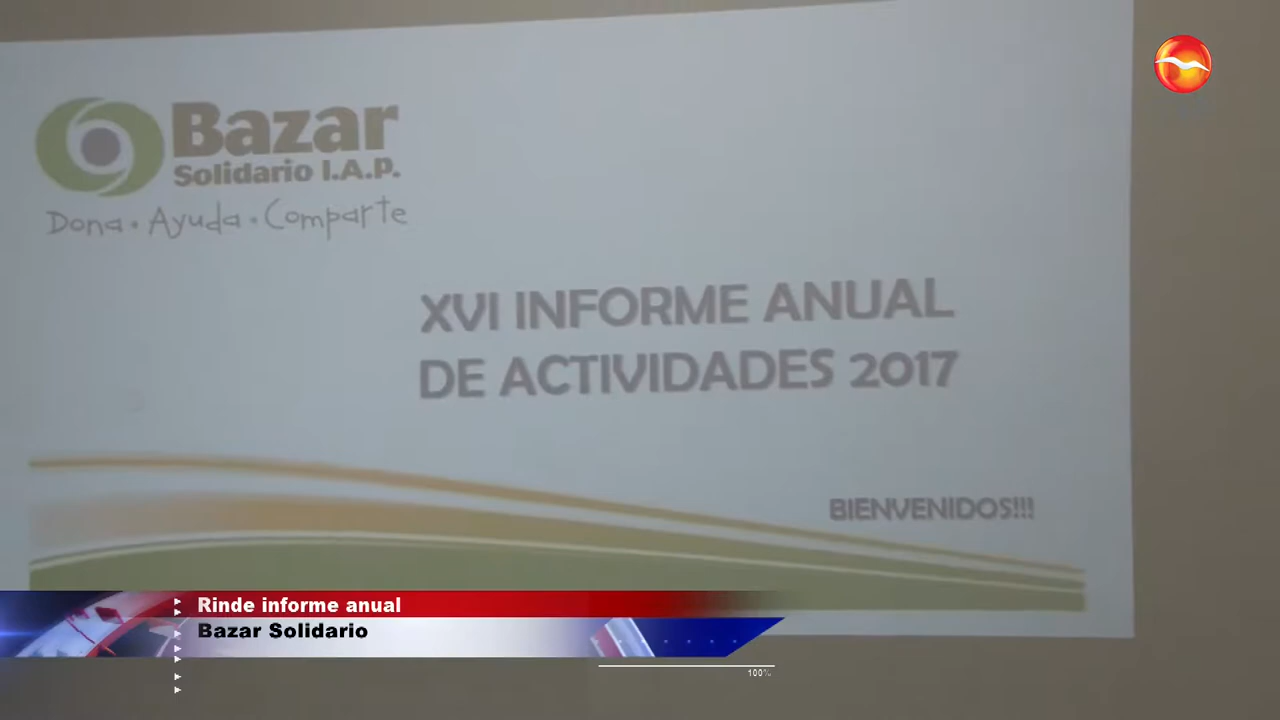 Bazar
Solidario I.A.P.
Dona • Ayuda • Comparte
XVI INFORME ANUAL
DE ACTIVIDADES 2017
BIENVENIDOS!!!
Rinde informe anual
Bazar Solidario
100%